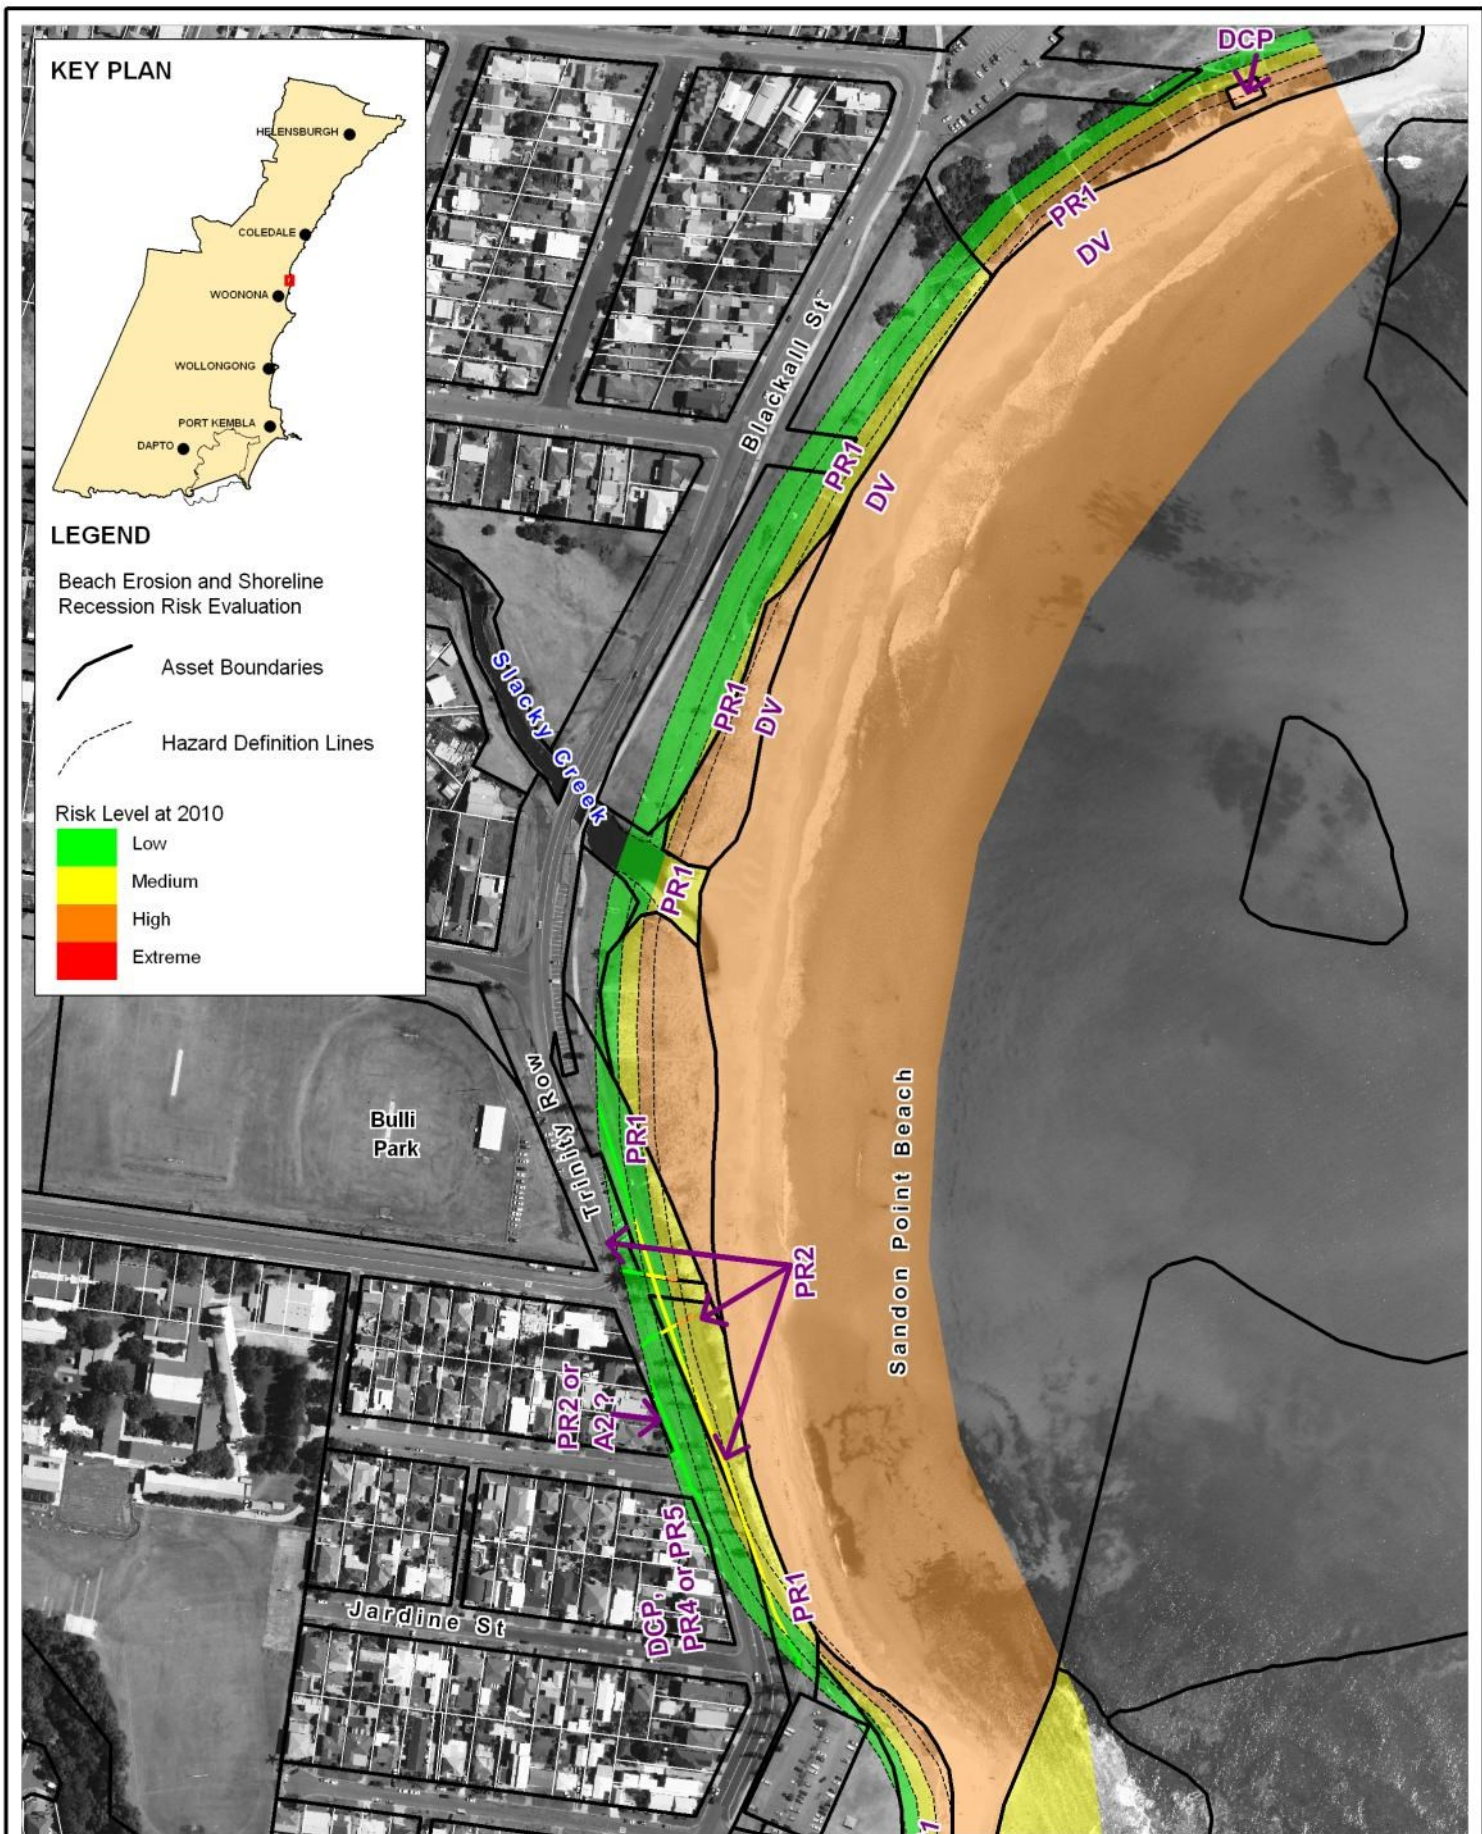 KEY PLAN
HELENSBURGH
COLEDALE
WOONONA
WOLLONGONG
PORT KEMBLA
DAPTO
LEGEND
Beach Erosion and Shoreline
Recession Risk Evaluation
Asset Boundaries
Hazard Definition Lines
Risk Level at 2010
Low
Medium
High
Extreme
DCP
PR1
DV
Blackall St
PR1
DV
PR1
DV
Slacky Creek
PR1
Trinity Row
Bulli
Park
PR1
Sandon Point Beach
PR2
PR2 or
A2?
DCP,
PR4 or PR5
PR1
Jardine St